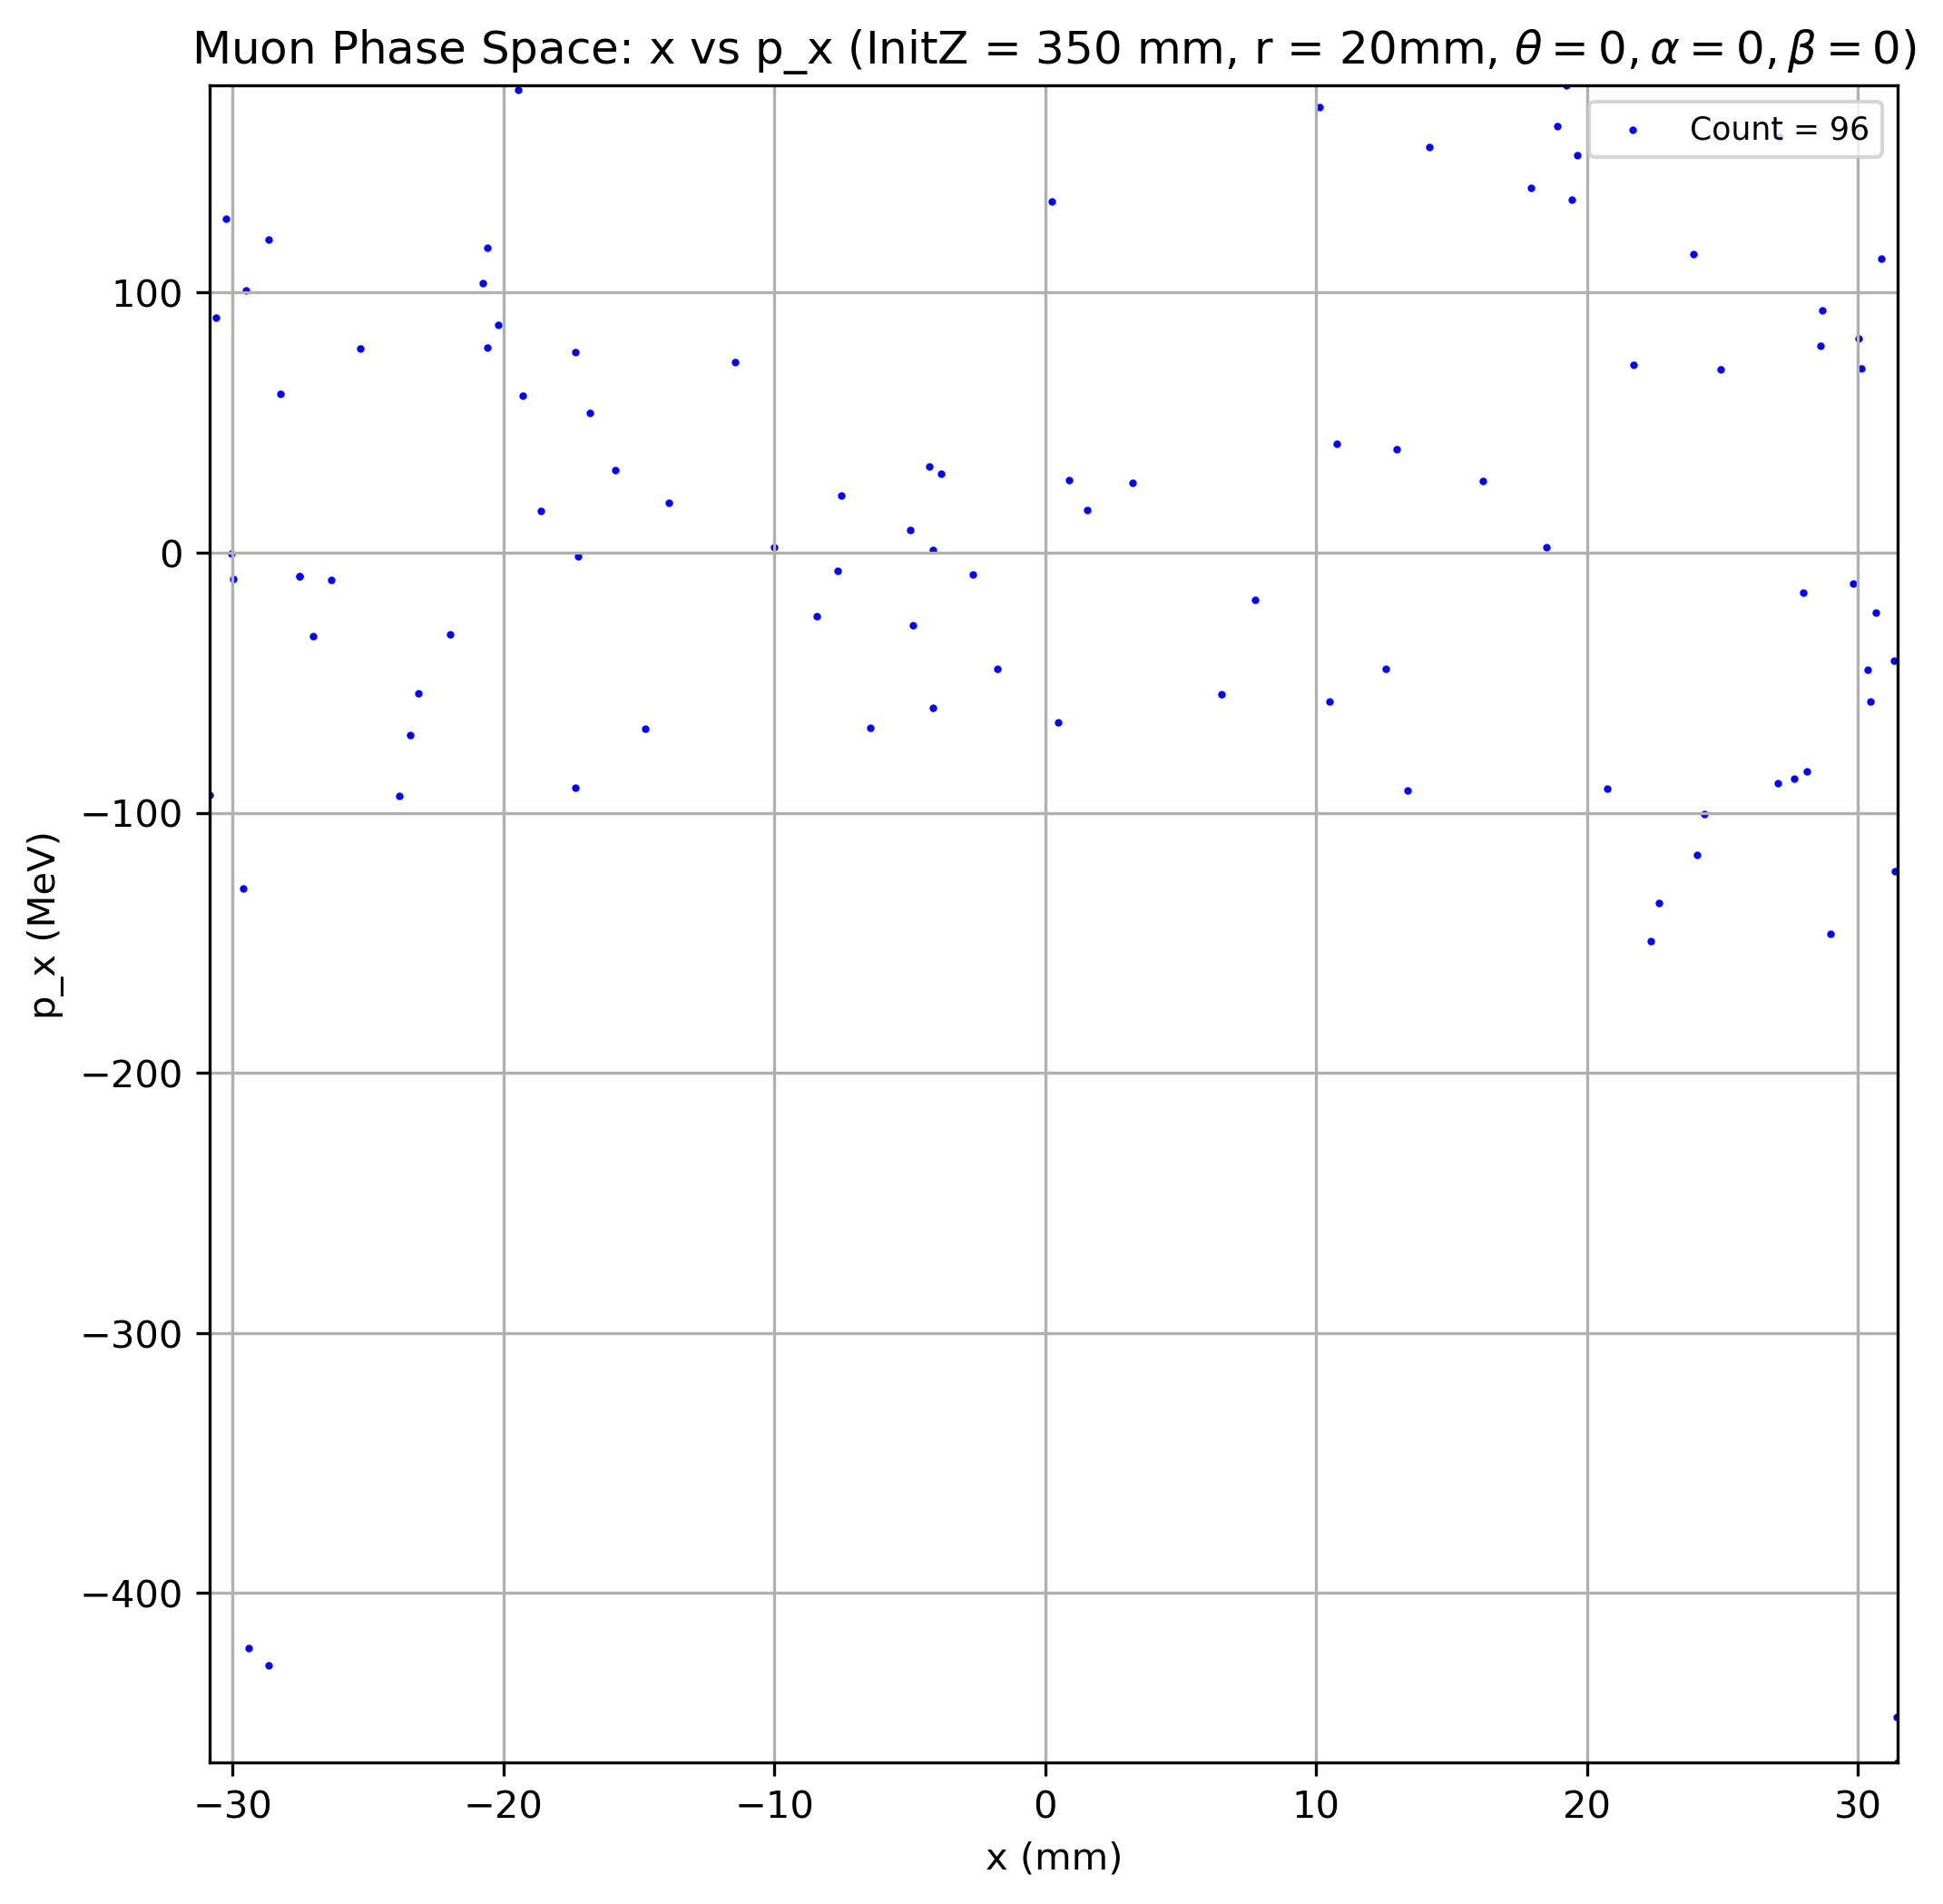 Muon Phase Space: x vs p_x (InitZ = 350 mm, r = 20mm, θ = 0, α = 0, β = 0)
Count = 96
100
0
−100
−200
−300
−400
p_x (MeV)
−30 −20 −10 0 10 20 30
x (mm)